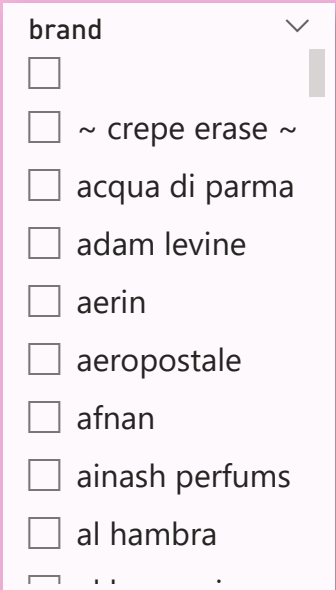 brand
~ crepe erase ~
acqua di parma
adam levine
aerin
aeropostale
afnan
ainash perfums
al hambra